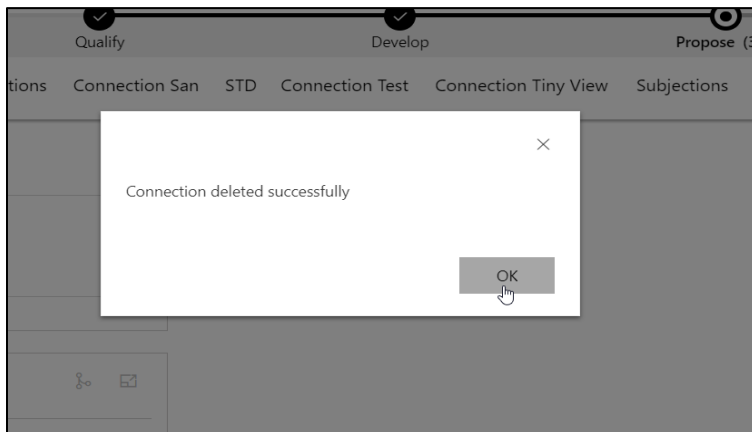 Qualify Develop Propose (3
tions Connection San STD Connection Test Connection Tiny View Subjections
Connection deleted successfully
OK